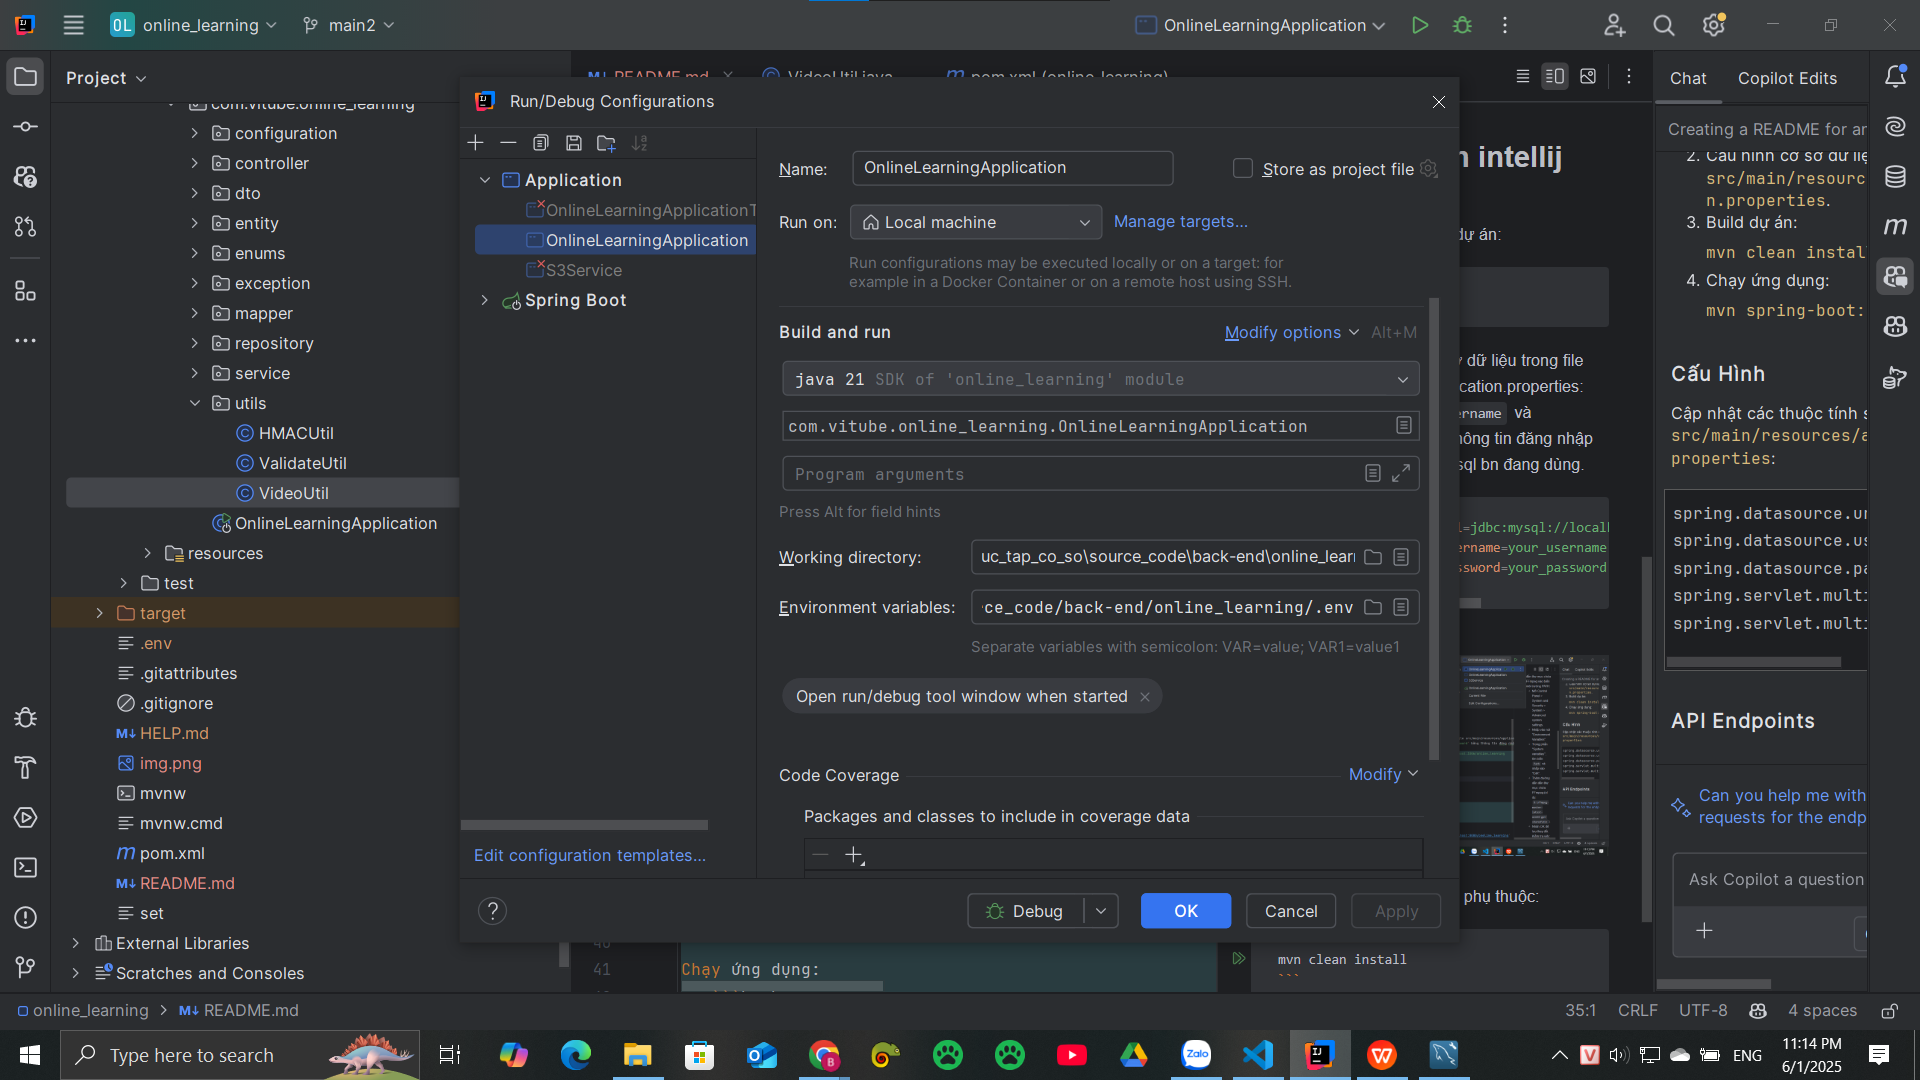 OL online_learning
main2
OnlineLearningApplication
Project
README.md
VideoUtil.java
pom.xml (online_learning)
Chat
Copilot Edits
com.vitube.online_learning
configuration
controller
dto
entity
enums
exception
mapper
repository
service
utils
HMACUtil
ValidateUtil
VideoUtil
OnlineLearningApplication
resources
test
target
.env
.gitattributes
.gitignore
HELP.md
img.png
mvnw
mvnw.cmd
pom.xml
README.md
set
External Libraries
Scratches and Consoles
Run/Debug Configurations
Application
OnlineLearningApplicationT
OnlineLearningApplication
S3Service
Spring Boot
Edit configuration templates...
Name:
OnlineLearningApplication
Store as project file
Run on:
Local machine
Manage targets...
Run configurations may be executed locally or on a target: for
example in a Docker Container or on a remote host using SSH.
Build and run
Modify options
Alt+M
java 21 SDK of 'online_learning' module
com.vitube.online_learning.OnlineLearningApplication
Program arguments
Press Alt for field hints
Working directory:
uc_tap_co_so\source_code\back-end\online_lear
Environment variables:
ce_code/back-end/online_learning/.env
Separate variables with semicolon: VAR=value; VAR1=value1
Open run/debug tool window when started
Code Coverage
Modify
Packages and classes to include in coverage data
?
Debug
OK
Cancel
Apply
n intellij
dự án:
dữ liệu trong file
ication.properties:
ername và
hông tin đăng nhập
sql bn đang dùng.
l=jdbc:mysql://local
ername=your_username
ssword=your_password
phụ thuộc:
mvn clean install
```
40
41
Chạy ứng dụng:
Creating a README for an
2. Cấu hình cơ sở dữ liệ
src/main/resourc
n.properties.
3. Build dự án:
mvn clean instal
4. Chạy ứng dụng:
mvn spring-boot:
Cấu Hình
Cập nhật các thuộc tính s
src/main/resources/a
properties:
spring.datasource.ur
spring.datasource.us
spring.datasource.pa
spring.servlet.multi
spring.servlet.multi
API Endpoints
Can you help me with
requests for the endp
Ask Copilot a question
online_learning
README.md
35:1
CRLF
UTF-8
4 spaces
Type here to search
Zalo
ENG
11:14 PM
6/1/2025